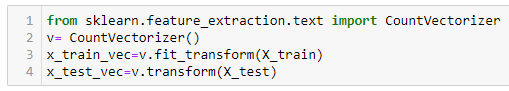 1 from sklearn.feature_extraction.text import CountVectorizer
2 v= CountVectorizer()
3 x_train_vec=v.fit_transform(X_train)
4 x_test_vec=v.transform(X_test)